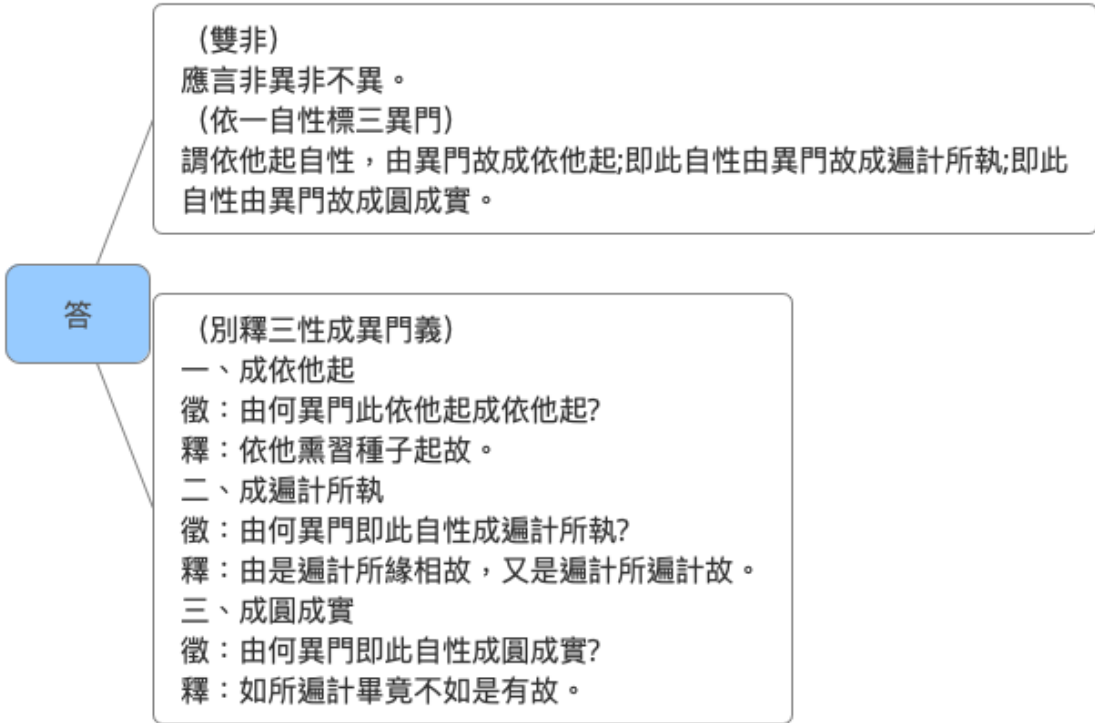 （雙非）
應言非異非不異。
（依一自性標三異門）
謂依他起自性，由異門故成依他起;即此自性由異門故成遍計所執;即此
自性由異門故成圓成實。
答
（別釋三性成異門義）
一、成依他起
徵：由何異門此依他起成依他起?
釋：依他熏習種子起故。
二、成遍計所執
徵：由何異門即此自性成遍計所執?
釋：由是遍計所緣相故，又是遍計所遍計故。
三、成圓成實
徵：由何異門即此自性成圓成實?
釋：如所遍計畢竟不如是有故。